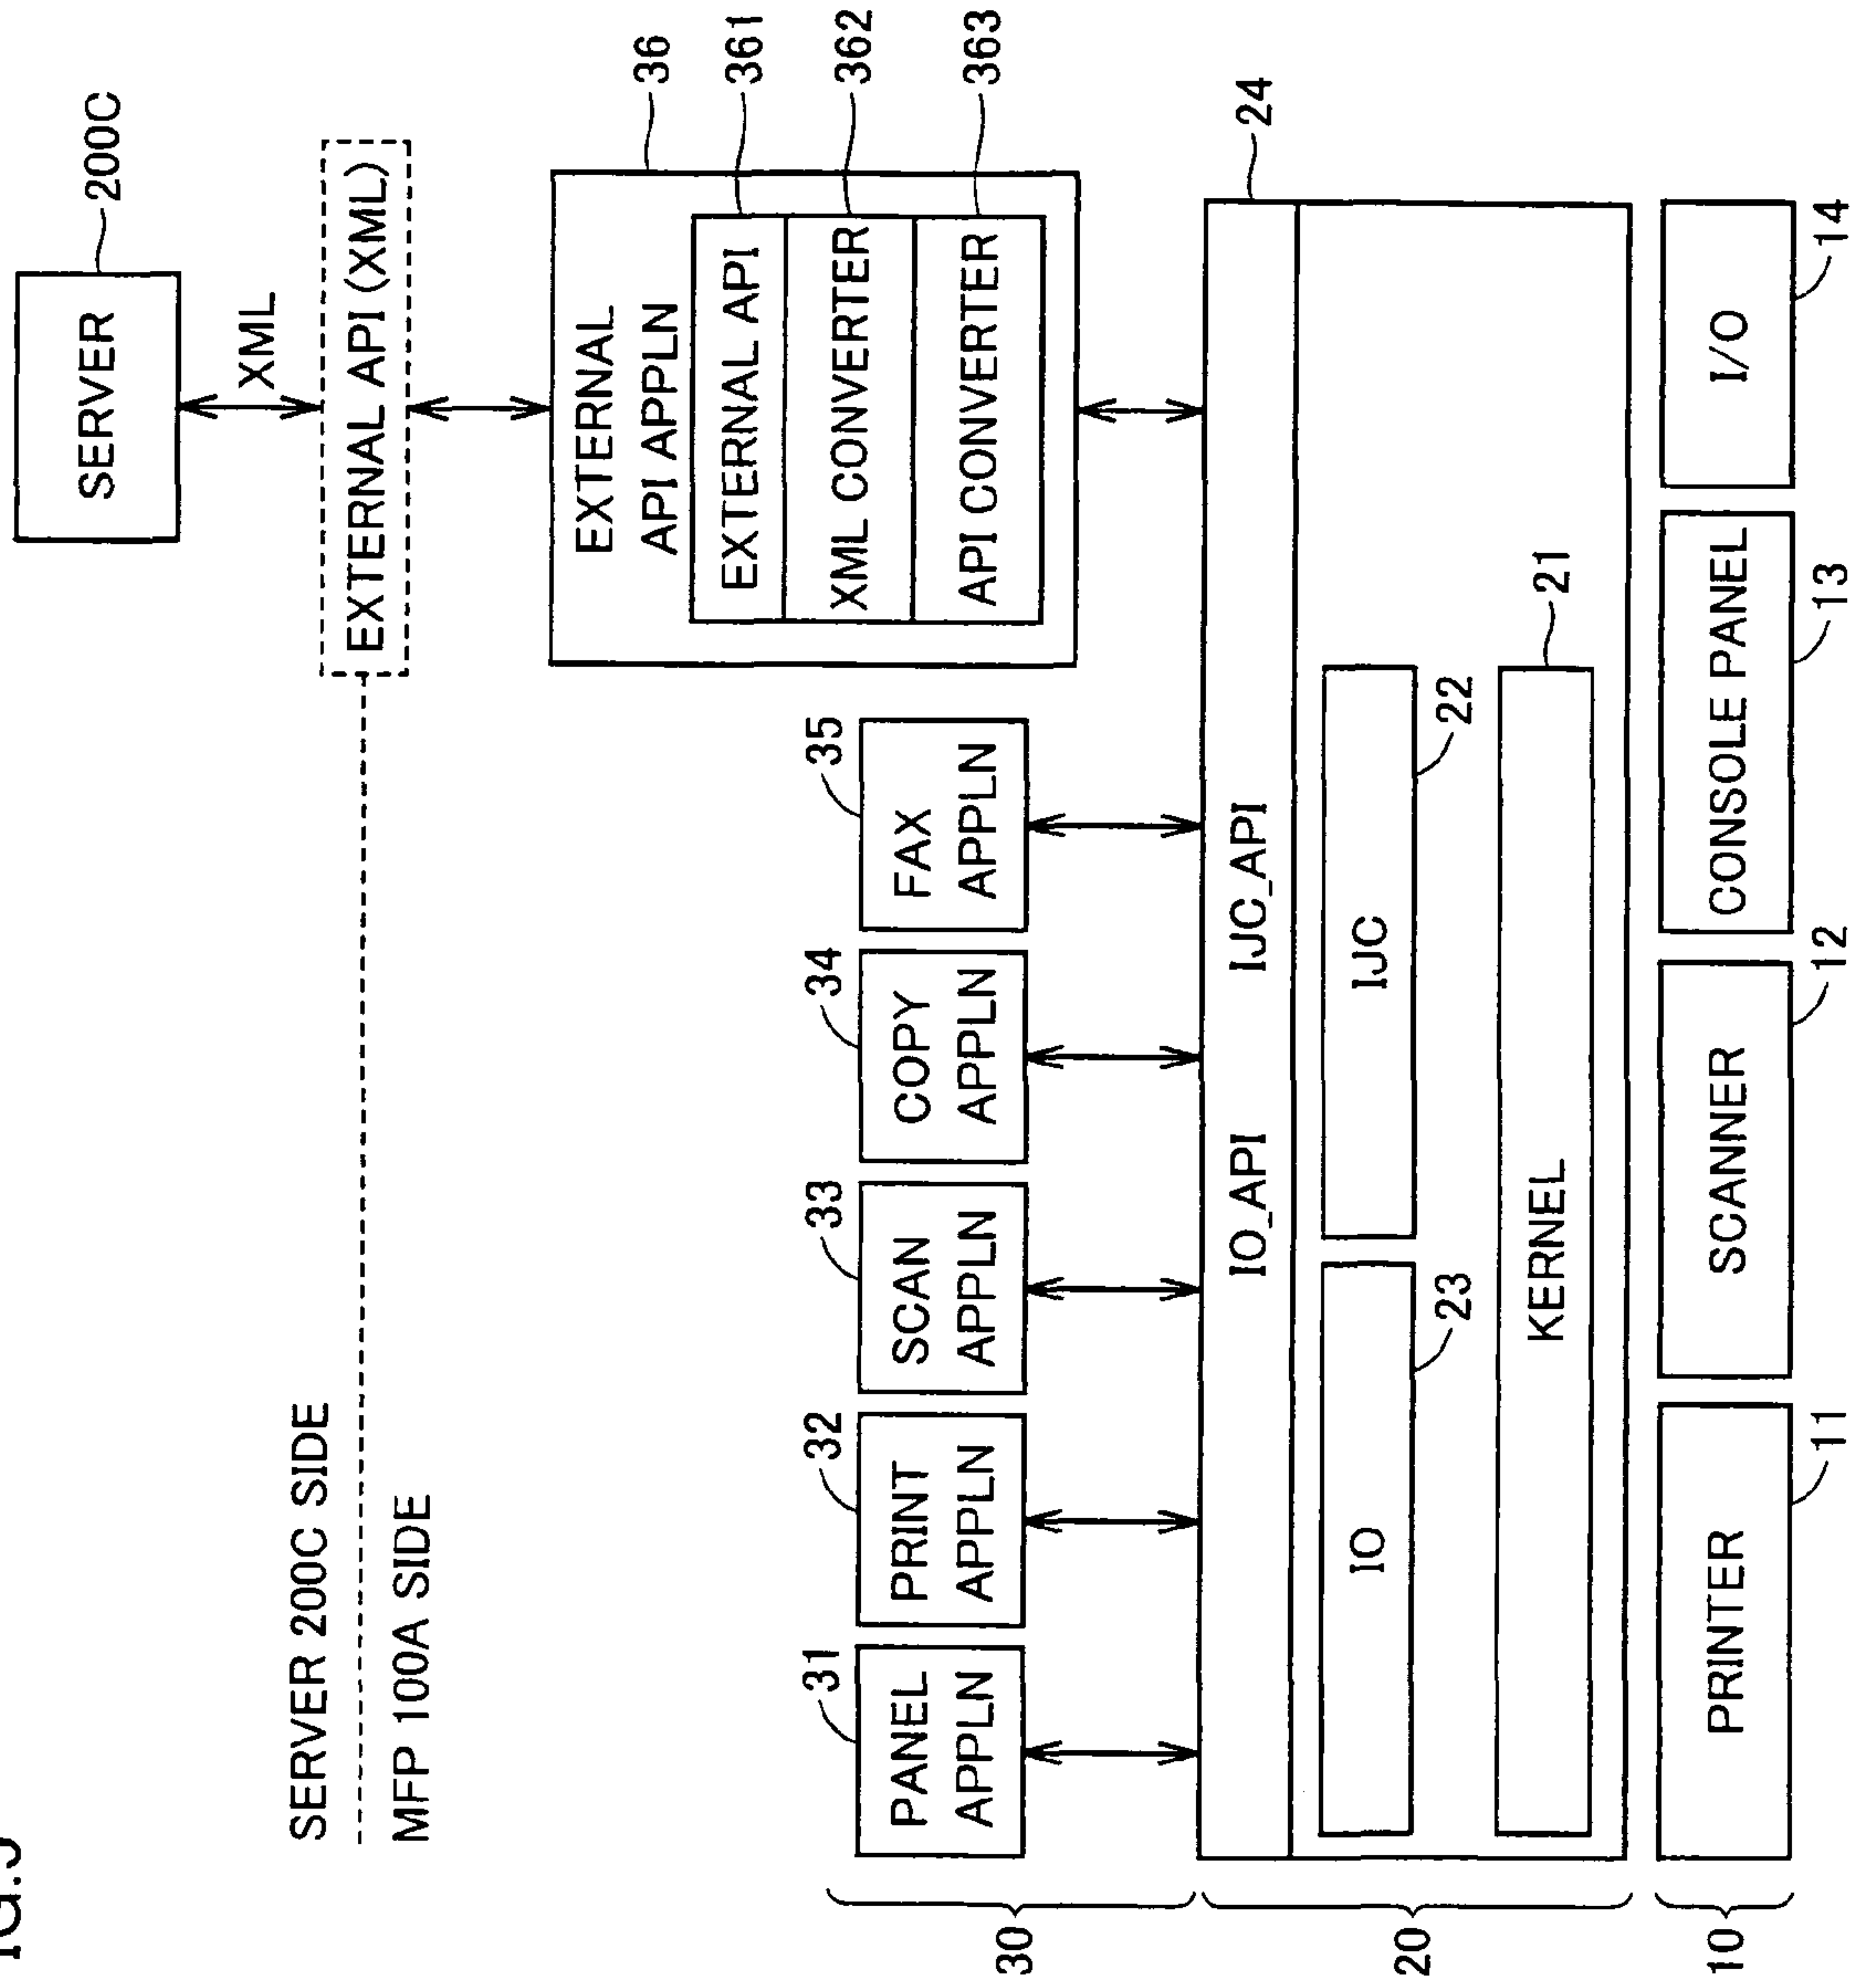 SERVER 200C SIDE
MFP 100A SIDE
SERVER
200C
XML
EXTERNAL API (XML)
EXTERNAL
API APPLN
36
EXTERNAL API
361
XML CONVERTER
362
API CONVERTER
363
30
PANEL
APPLN
31
PRINT
APPLN
32
SCAN
APPLN
33
COPY
APPLN
34
FAX
APPLN
35
20
IO_API
IJC_API
24
IO
23
IJC
22
KERNEL
21
10
PRINTER
11
SCANNER
12
CONSOLE PANEL
13
I/O
14